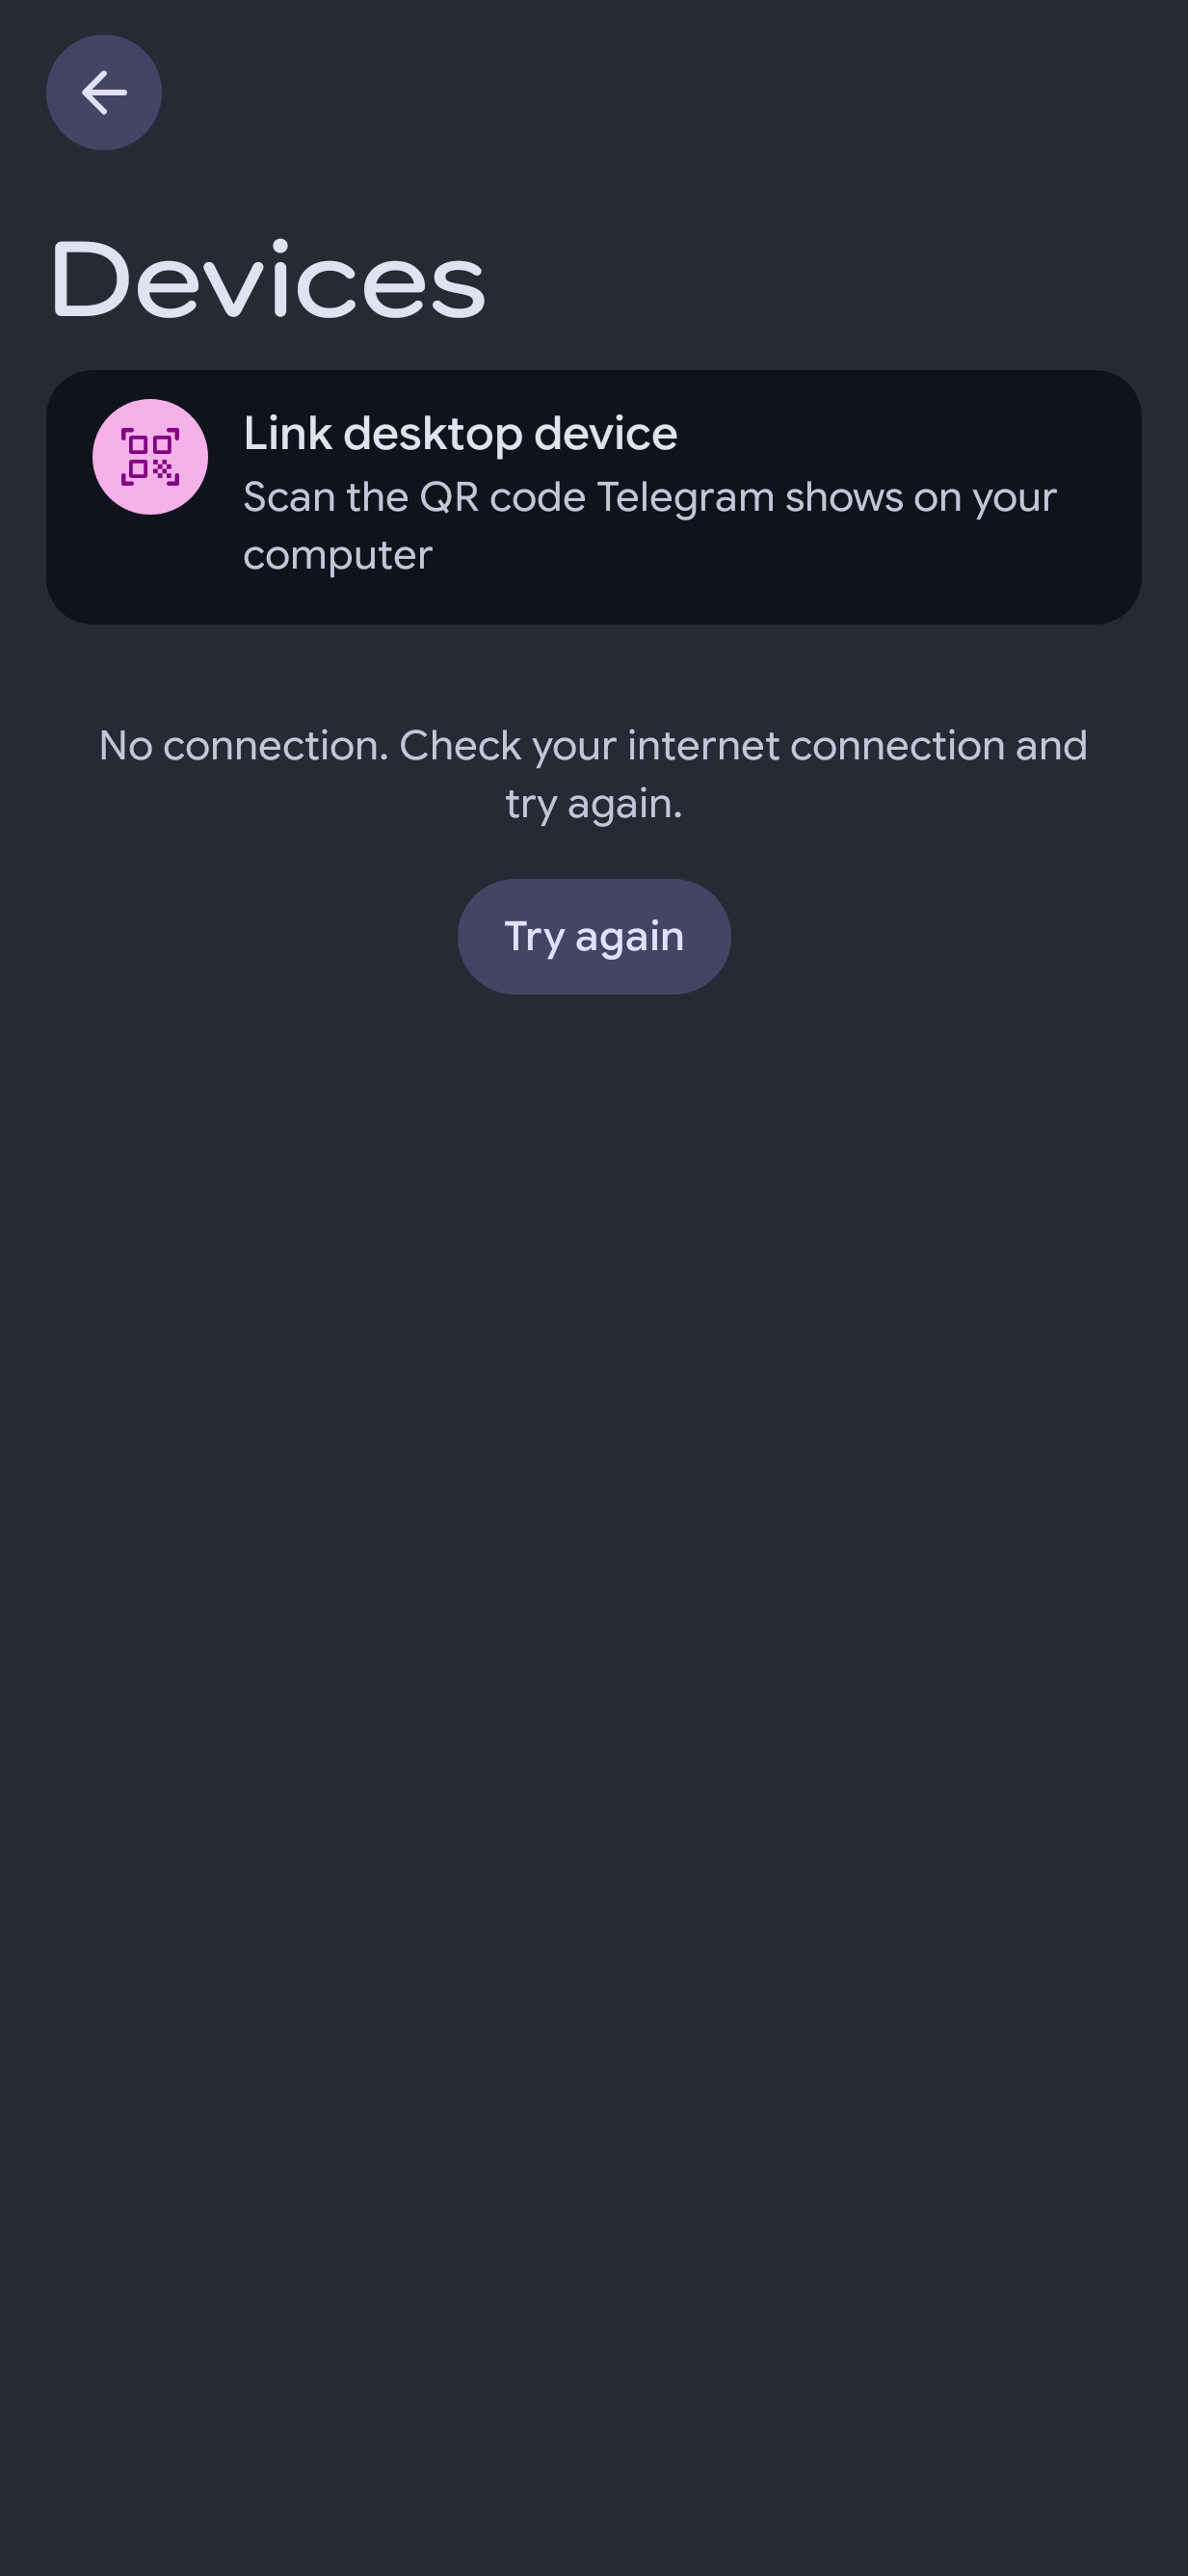 Devices
Link desktop device
Scan the QR code Telegram shows on your
computer
No connection. Check your internet connection and
try again.
Try again